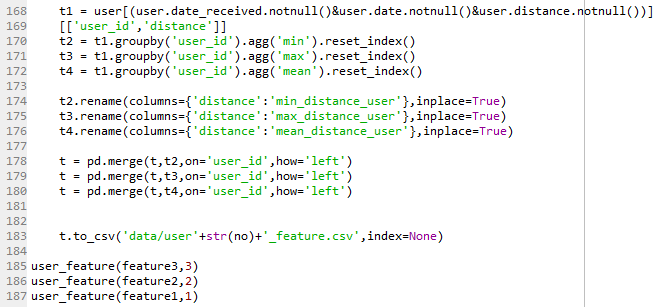 168     t1 = user[(user.date_received.notnull()&user.date.notnull()&user.distance.notnull())]
169     [['user_id','distance']]
170     t2 = t1.groupby('user_id').agg('min').reset_index()
171     t3 = t1.groupby('user_id').agg('max').reset_index()
172     t4 = t1.groupby('user_id').agg('mean').reset_index()
173
174     t2.rename(columns={'distance':'min_distance_user'},inplace=True)
175     t3.rename(columns={'distance':'max_distance_user'},inplace=True)
176     t4.rename(columns={'distance':'mean_distance_user'},inplace=True)
177
178     t = pd.merge(t,t2,on='user_id',how='left')
179     t = pd.merge(t,t3,on='user_id',how='left')
180     t = pd.merge(t,t4,on='user_id',how='left')
181
182
183     t.to_csv('data/user'+str(no)+'_feature.csv',index=None)
184
185 user_feature(feature3,3)
186 user_feature(feature2,2)
187 user_feature(feature1,1)